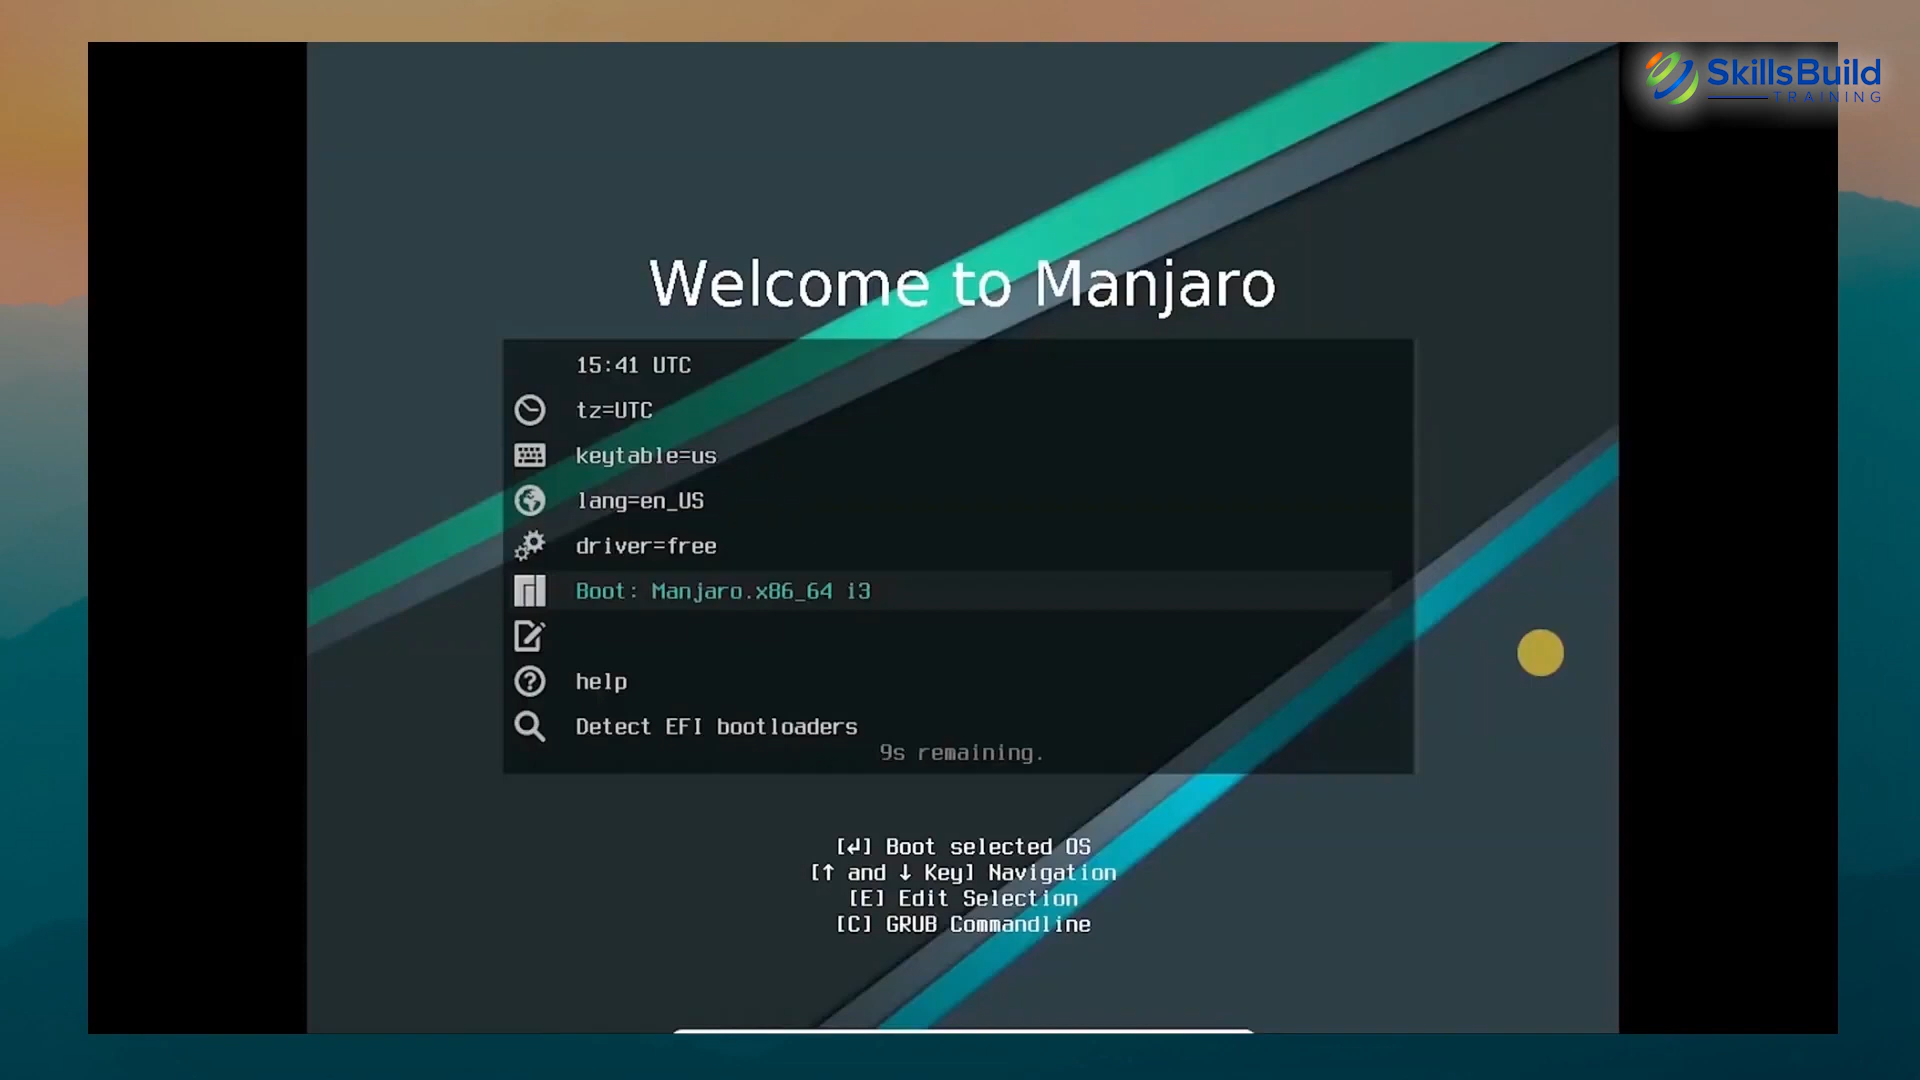 SkillsBuild
TRAINING
Welcome to Manjaro
15:41 UTC
tz=UTC
keytable=us
lang=en_US
driver=free
Boot: Manjaro.x86_64 i3
help
Detect EFI bootloaders
9s remaining.
[↲] Boot selected OS
[↑ and ↓ Key] Navigation
[E] Edit Selection
[C] GRUB Commandline